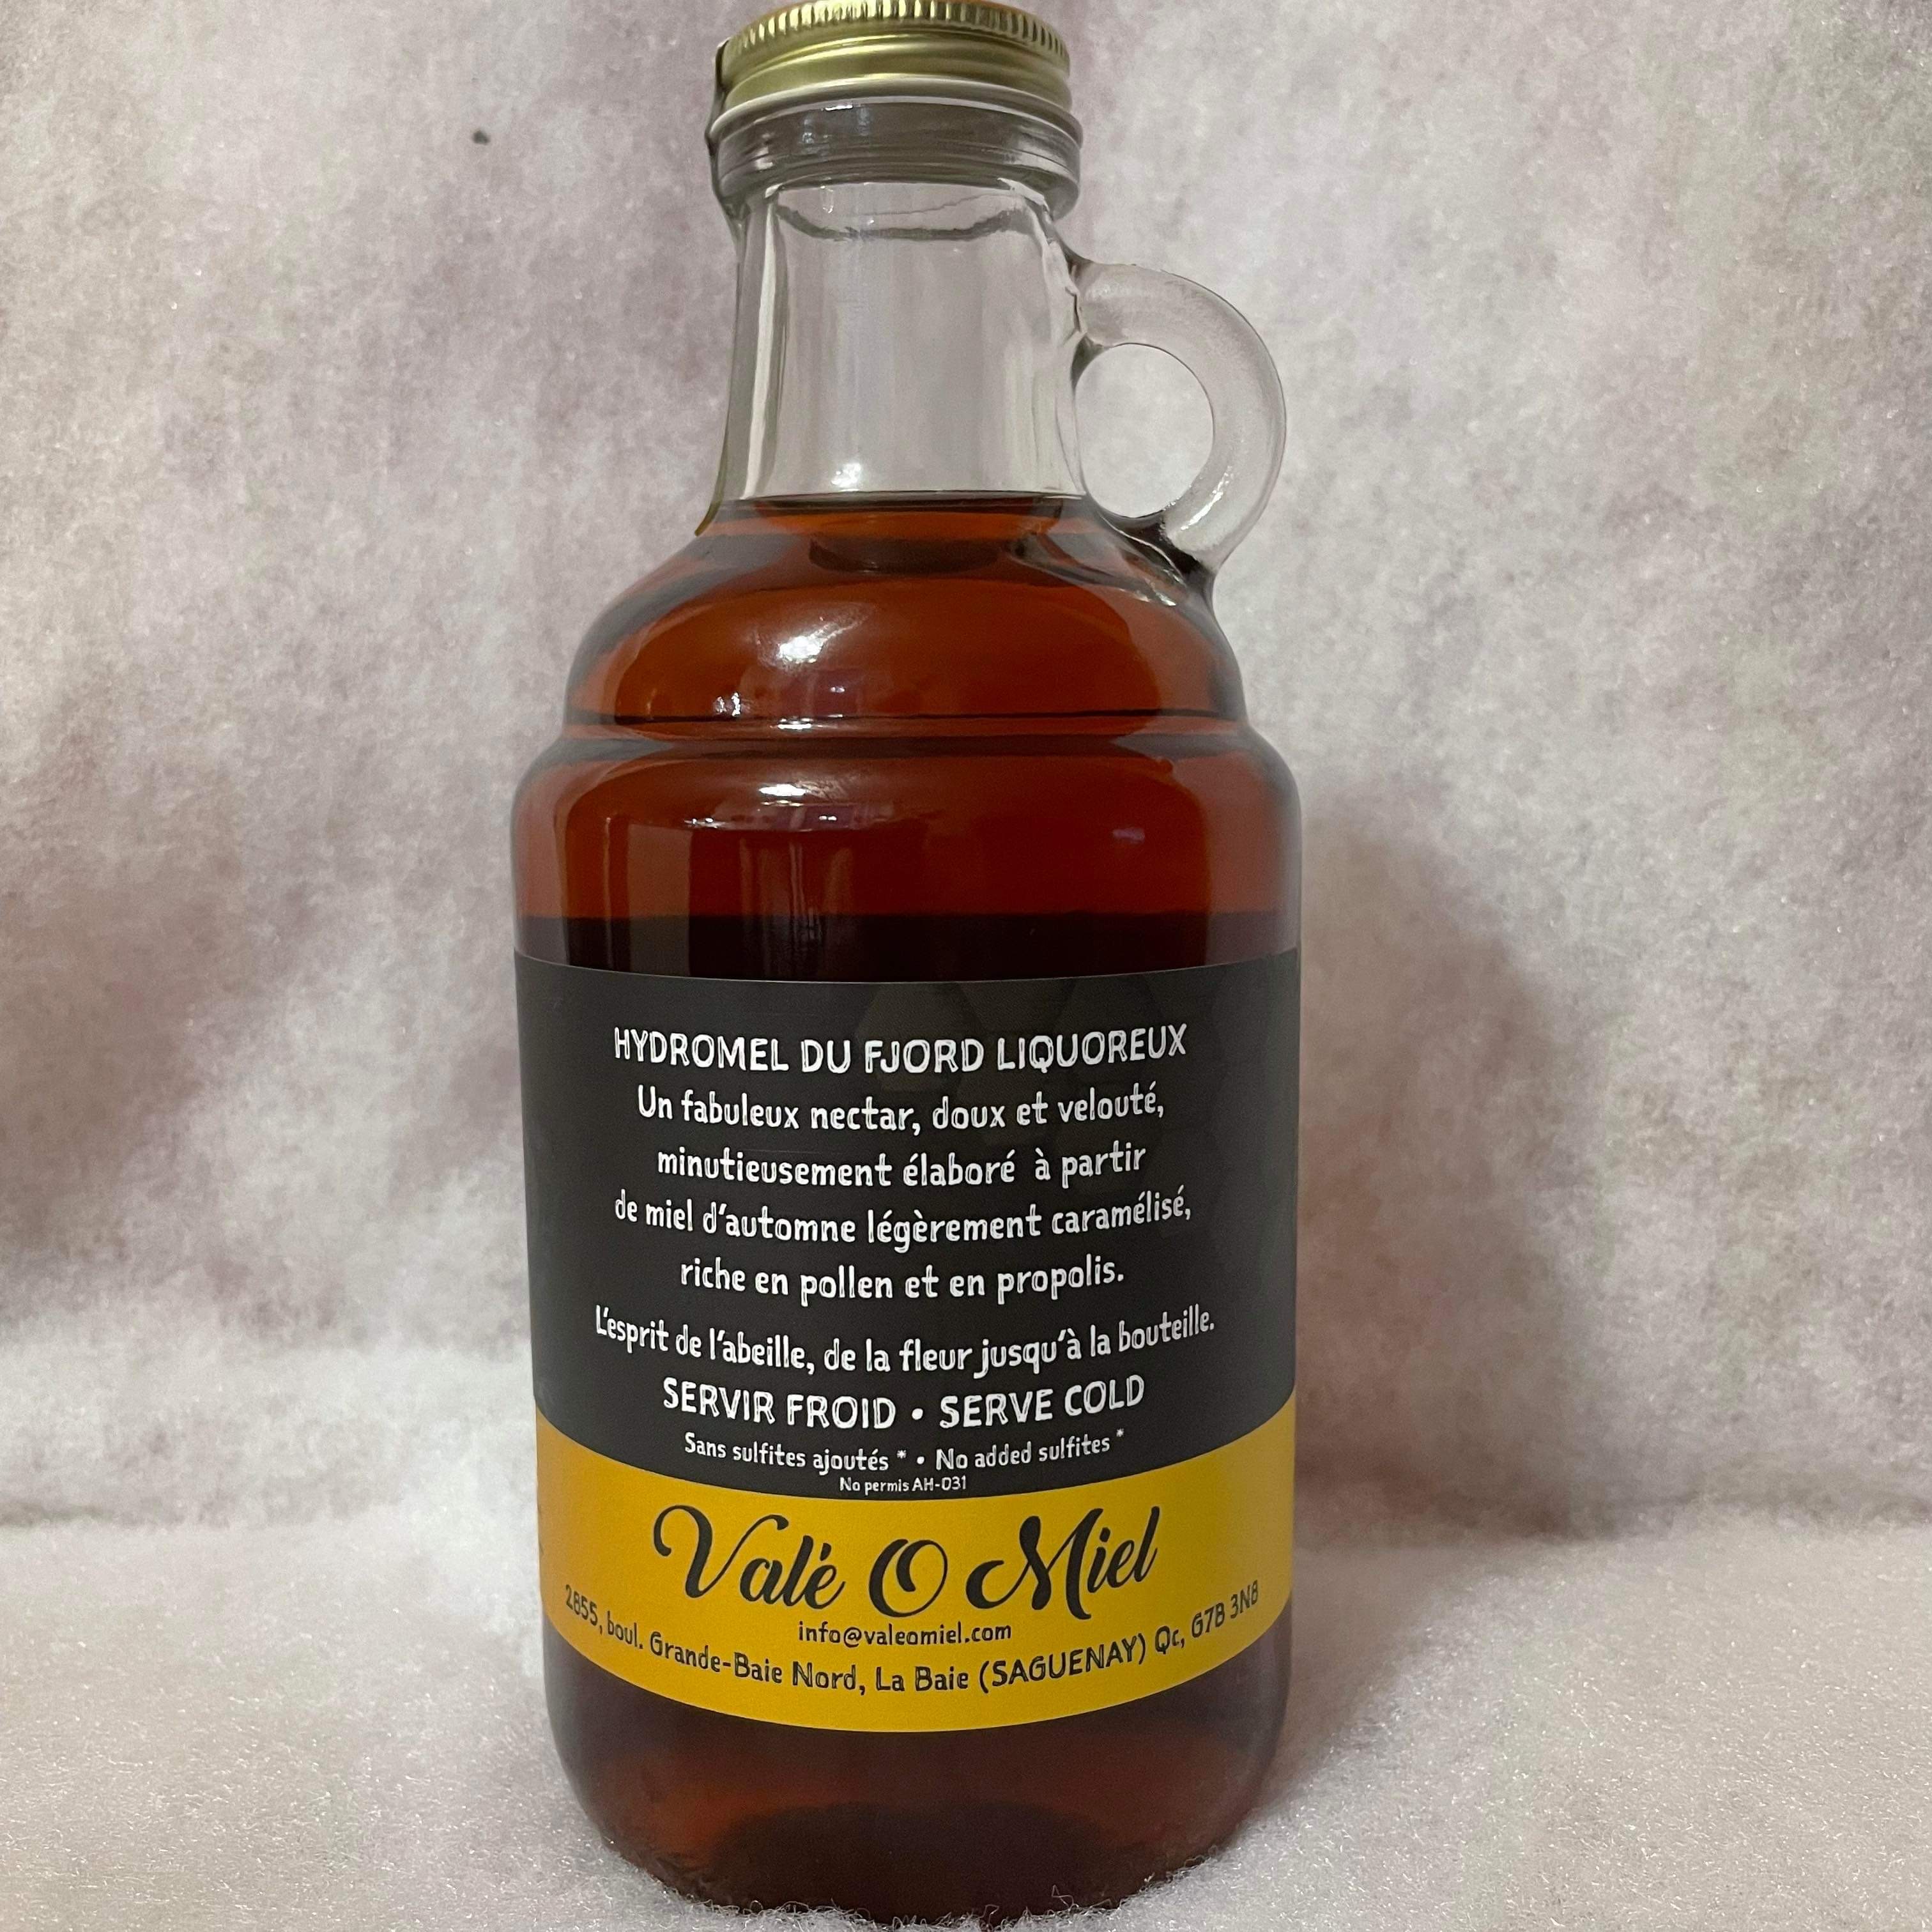 HYDROMEL DU FJORD LIQUOREUX
Un fabuleux nectar, doux et velouté,
minutieusement élaboré à partir
de miel d'automne légèrement caramélisé,
riche en pollen et en propolis.
L'esprit de l'abeille, de la fleur jusqu'à la bouteille.
SERVIR FROID • SERVE COLD
Sans sulfites ajoutés * • No added sulfites *
No permis AH-031
Valé O Miel
info@valeomiel.com
2855, boul. Grande-Baie Nord, La Baie (SAGUENAY) Qc, G7B 3N8